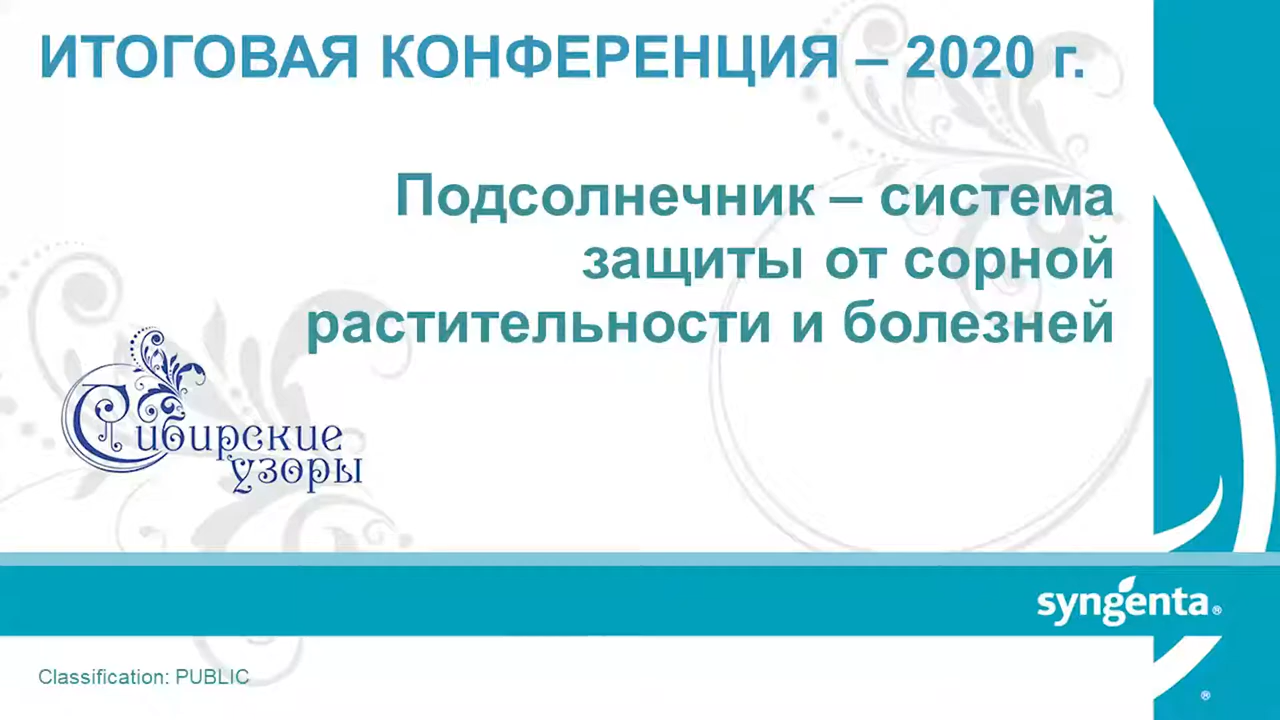 ИТОГОВАЯ КОНФЕРЕНЦИЯ – 2020 г.
Подсолнечник – система
защиты от сорной
растительности и болезней
Сибирские
узоры
syngenta®
Classification: PUBLIC
®